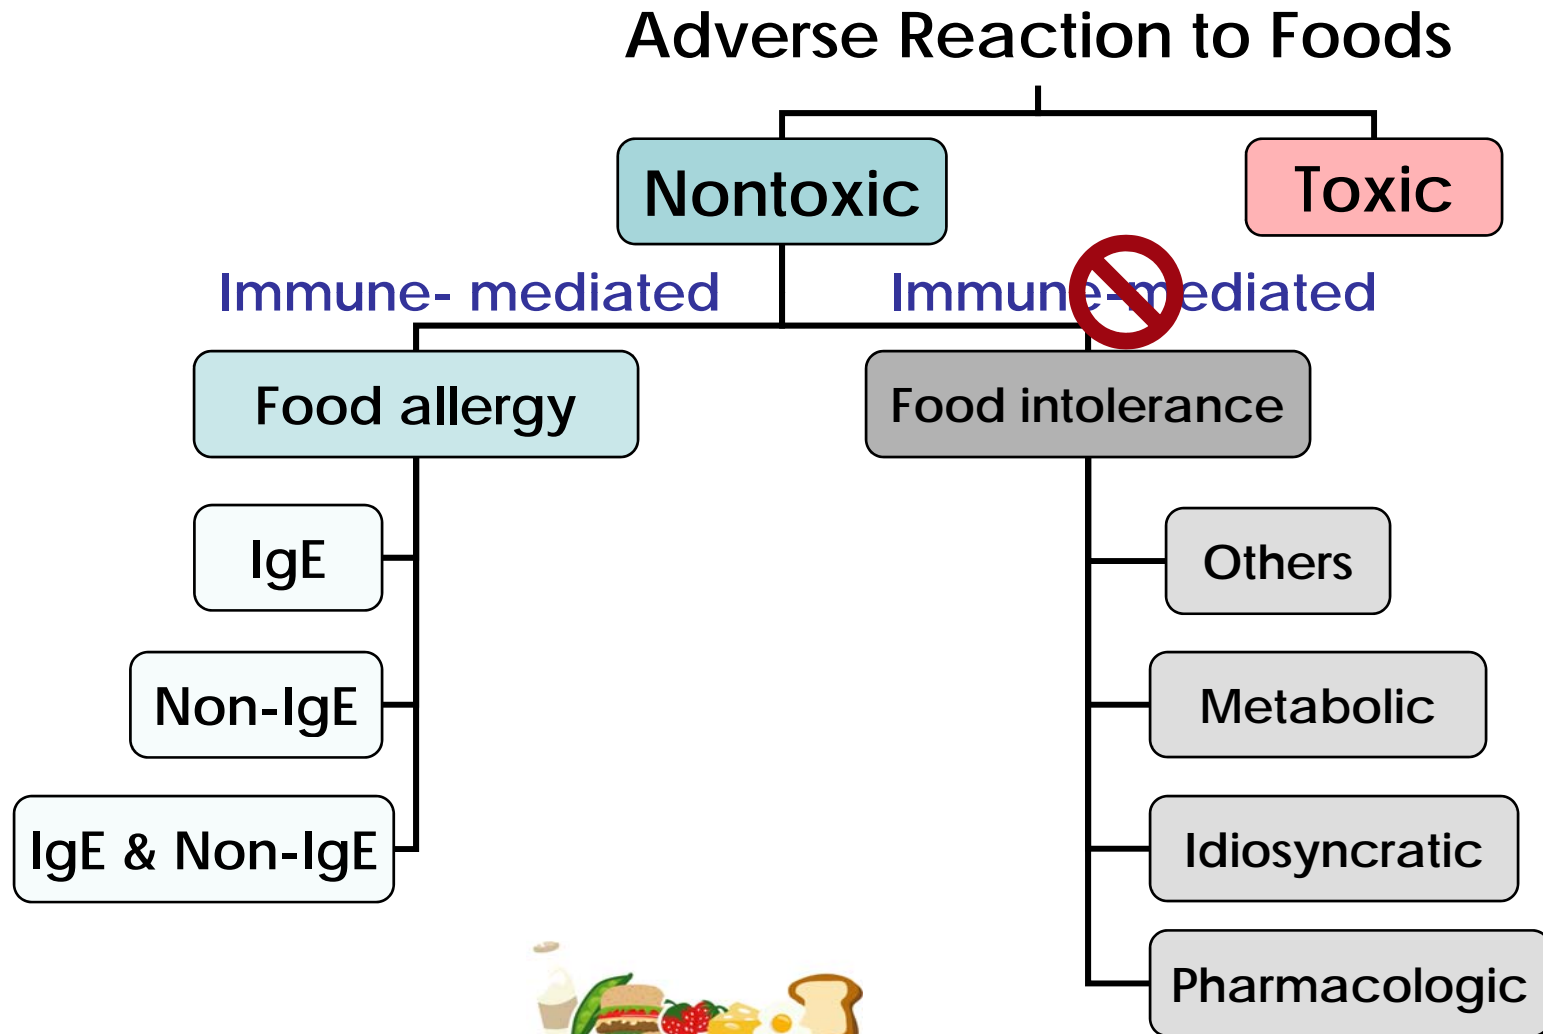 Adverse Reaction to Foods
Nontoxic
Toxic
Immune- mediated
Immune-mediated
Food allergy
Food intolerance
IgE
Others
Non-IgE
Metabolic
IgE & Non-IgE
Idiosyncratic
Pharmacologic